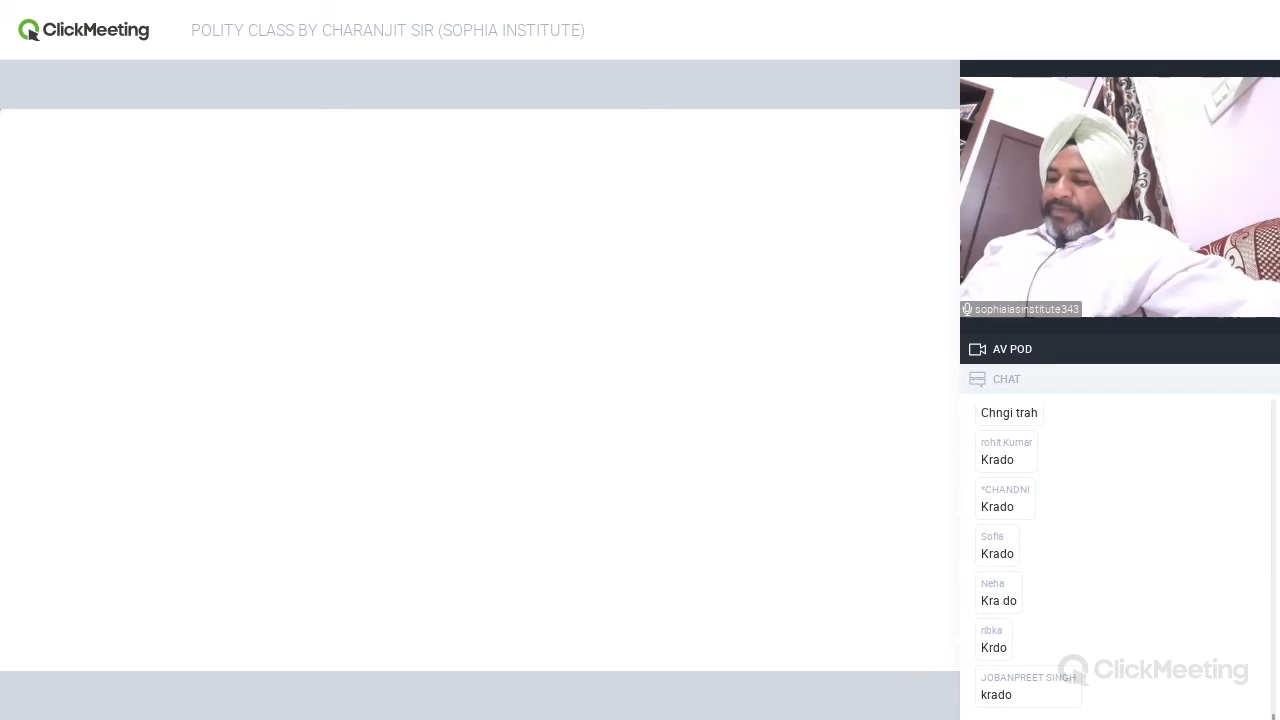 ClickMeeting
POLITY CLASS BY CHARANJIT SIR (SOPHIA INSTITUTE)
sophiaiasinstitute343
AV POD
CHAT
Chngi trah
rohit Kumar
Krado
*CHANDNI
Krado
Sofia
Krado
Neha
Kra do
ribka
Krdo
JOBANPREET SINGH
krado
ClickMeeting